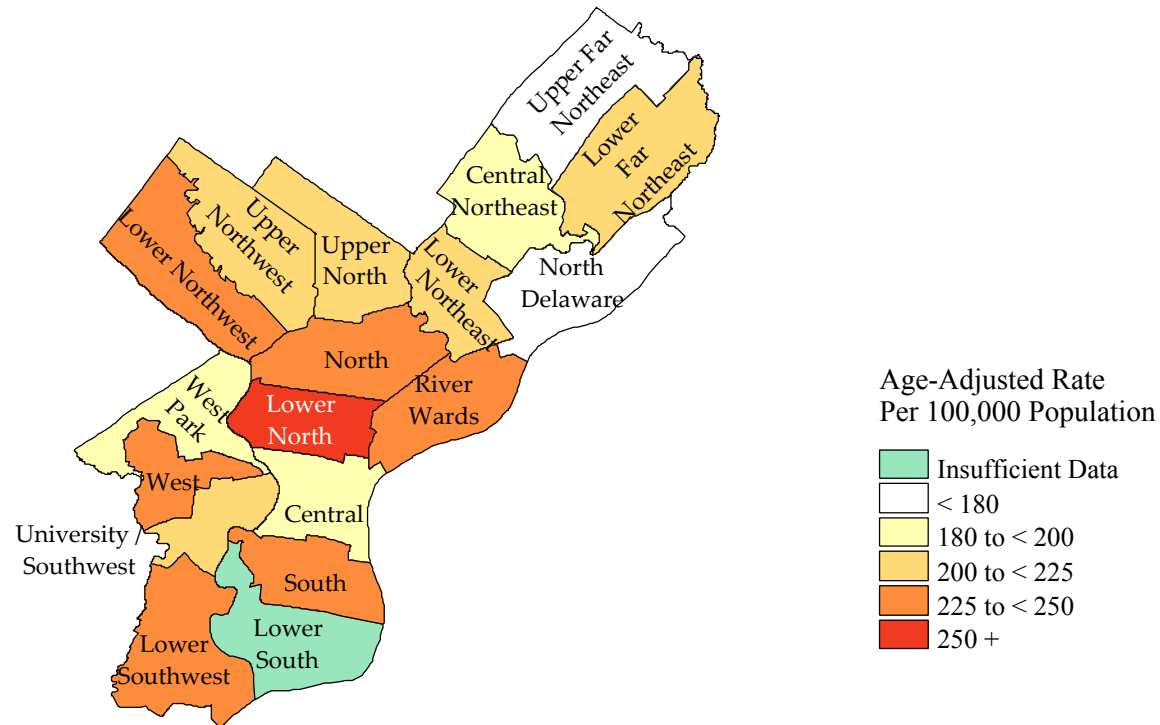 Upper Far
Northeast
Lower
Far
Northeast
Central
Northeast
Upper
Northwest
Lower Northwest
Upper
North
Lower
Northeast
North
Delaware
North
River
Wards
West
Park
Lower
North
West
Central
University /
Southwest
South
Lower
South
Lower
Southwest
Age-Adjusted Rate
Per 100,000 Population
Insufficient Data
< 180
180 to < 200
200 to < 225
225 to < 250
250 +